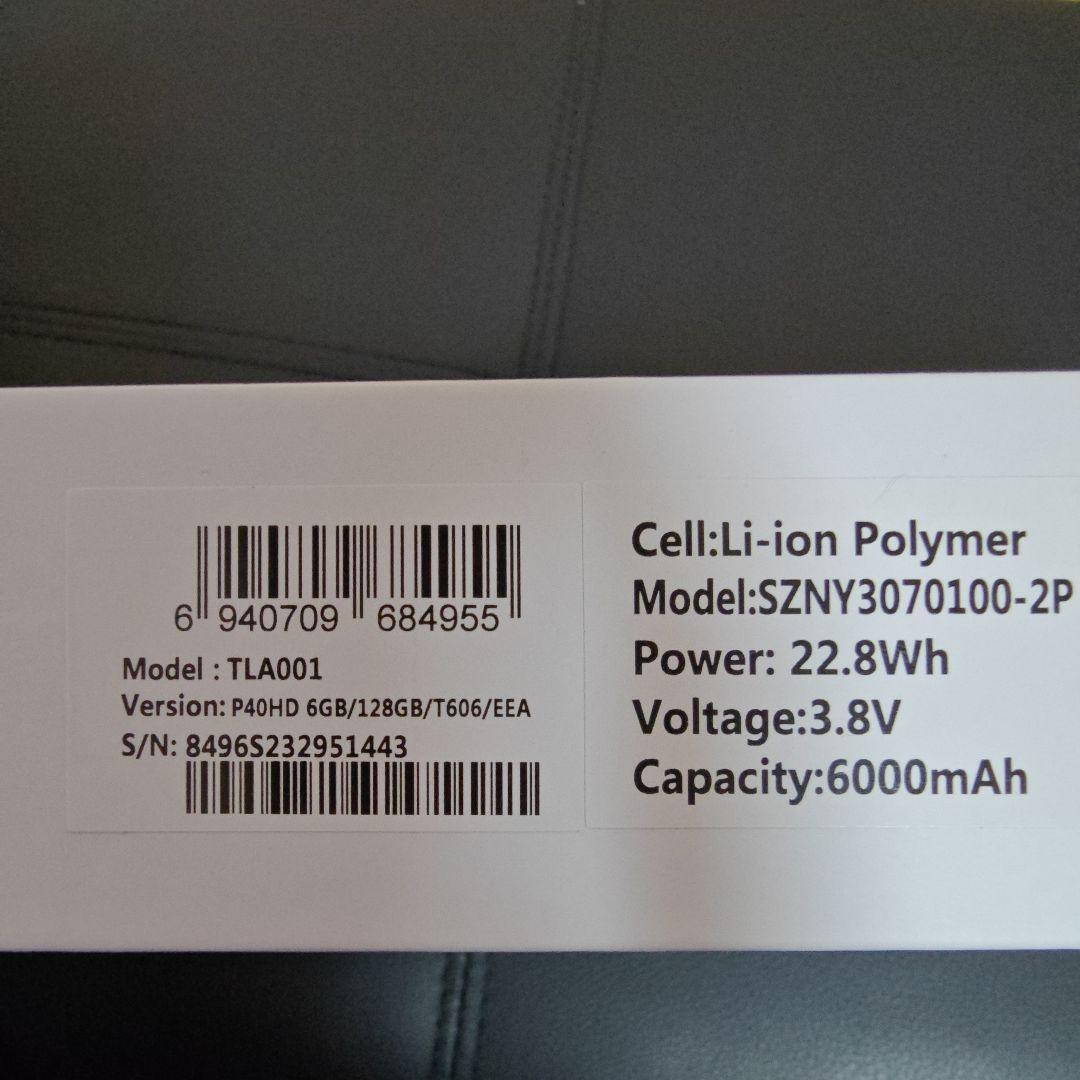 6 940709 684955
Model : TLA001
Version: P40HD 6GB/128GB/T606/EEA
S/N: 8496S232951443
Cell:Li-ion Polymer
Model:SZNY3070100-2P
Power: 22.8Wh
Voltage:3.8V
Capacity:6000mAh